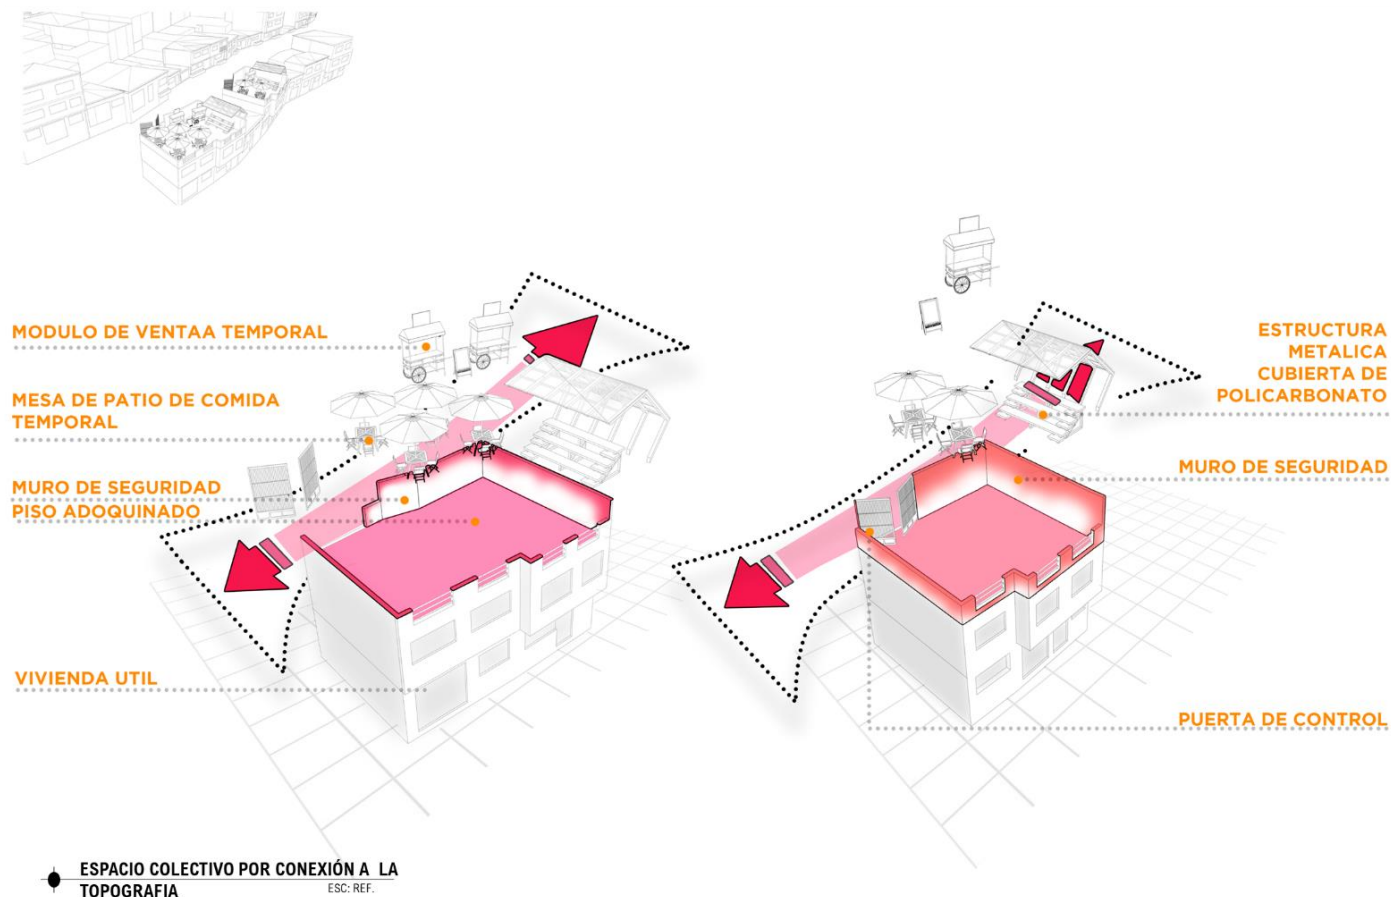 MODULO DE VENTAA TEMPORAL
MESA DE PATIO DE COMIDA
TEMPORAL
MURO DE SEGURIDAD
PISO ADOQUINADO
VIVIENDA UTIL
ESTRUCTURA
METALICA
CUBIERTA DE
POLICARBONATO
MURO DE SEGURIDAD
PUERTA DE CONTROL
ESPACIO COLECTIVO POR CONEXIÓN A LA
TOPOGRAFIA
ESC: REF.